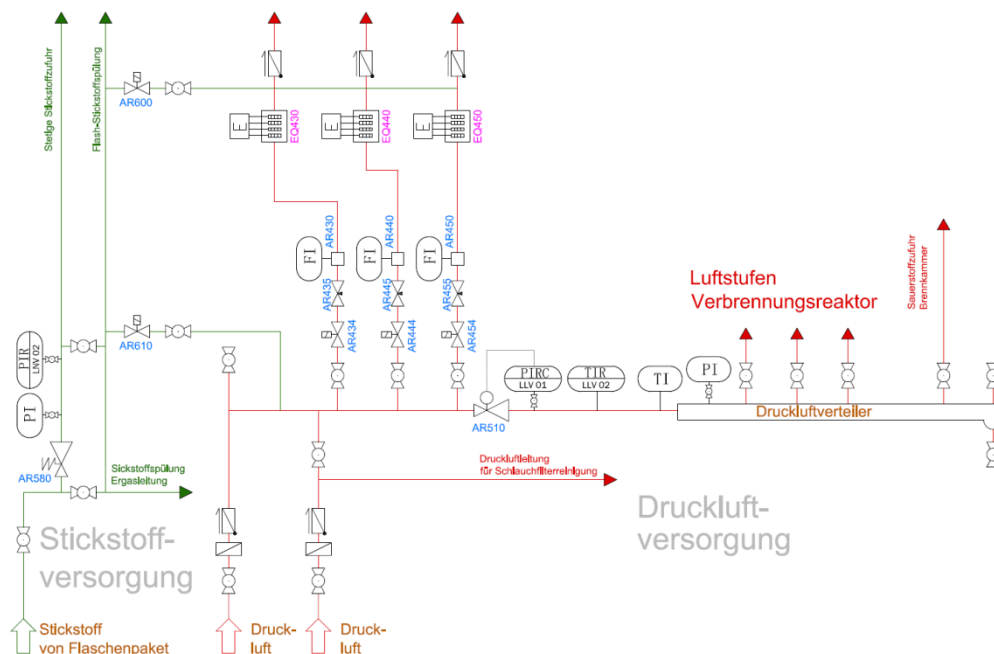 Stetige Stickstoffzufuhr
Flash-Stickstoffspülung
AR600
E
EQ430
E
EQ440
E
EQ450
FI
AR430
FI
AR440
FI
AR450
AR435
AR445
AR455
AR434
AR444
AR454
AR610
PIR
LNV 02
PI
AR580
Sickstoffspülung
Ergasleitung
Stickstoff-
versorgung
Stickstoff
von Flaschenpaket
Druck-
luft
Druck-
luft
AR510
PIRC
LLV 01
TIR
LLV 02
TI
PI
Luftstufen
Verbrennungsreaktor
Sauerstoffzufuhr
Brennkammer
Druckluftverteiler
Druckluftleitung
für Schlauchfilterreinigung
Druckluft-
versorgung